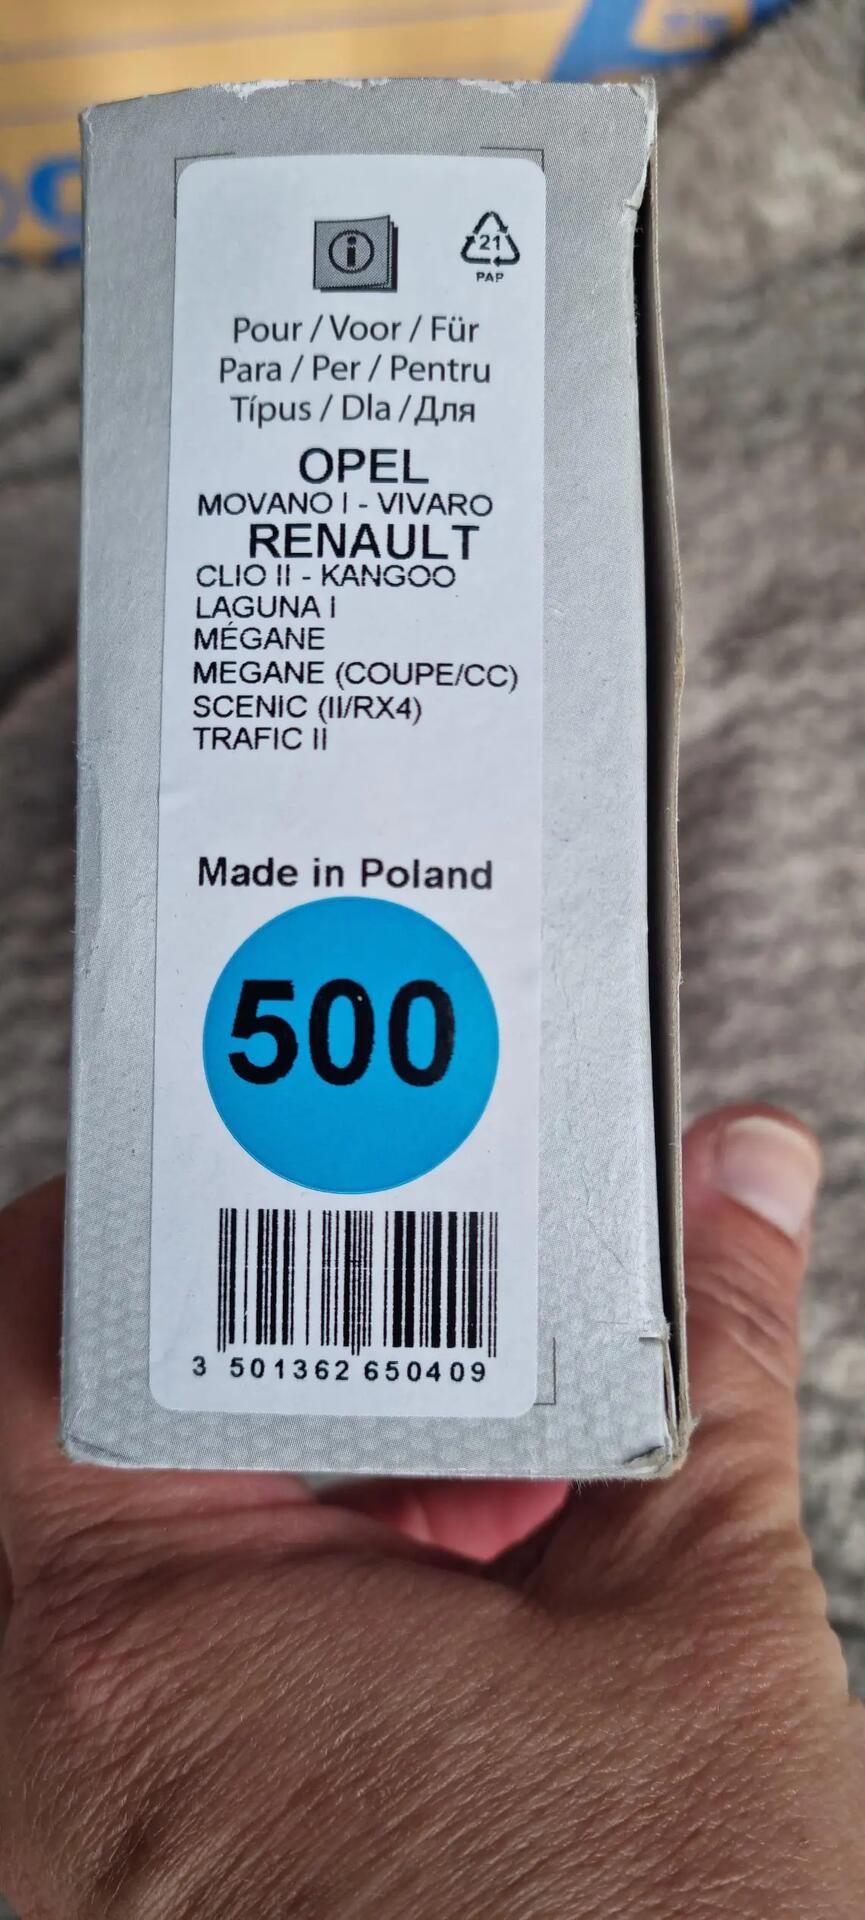 21
PAP
Pour / Voor / Für
Para / Per / Pentru
Típus / Dla / Для
OPEL
MOVANO I - VIVARO
RENAULT
CLIO II - KANGOO
LAGUNA I
MÉGANE
MEGANE (COUPE/CC)
SCENIC (II/RX4)
TRAFIC II
Made in Poland
500
3 501362 650409